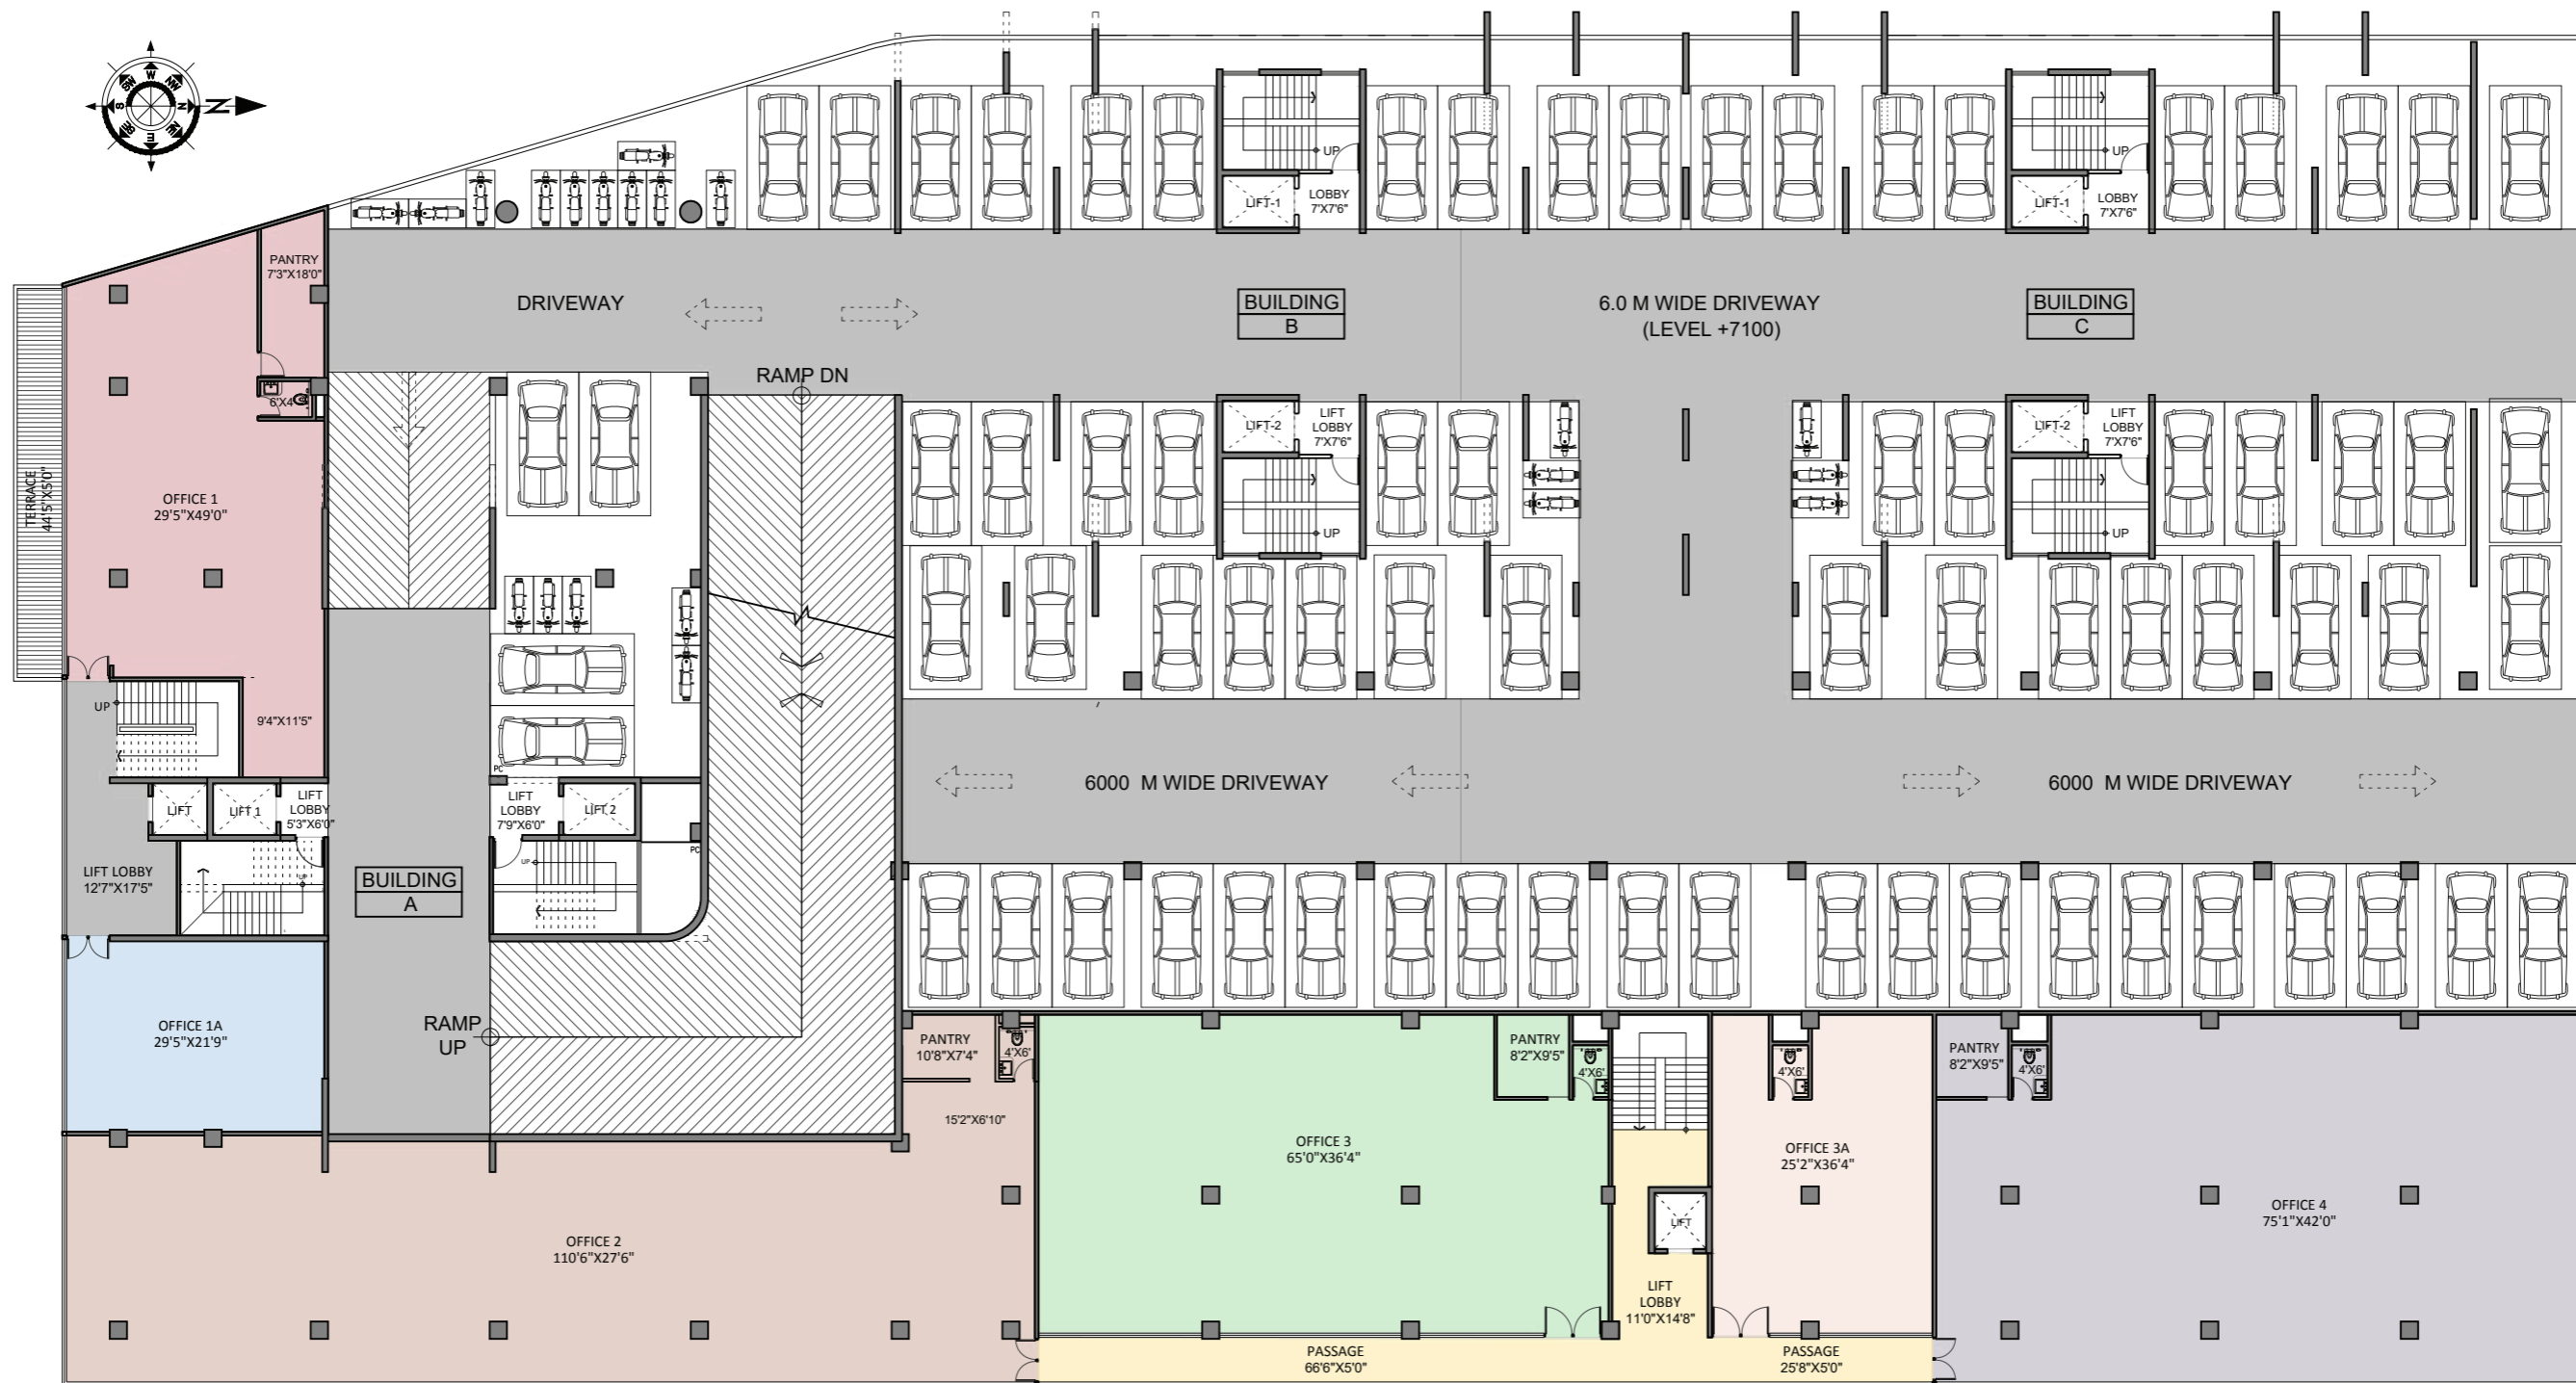 W
NW
N
NE
E
SE
S
SW
N
UP
LIFT-1
LOBBY
7'X7'6"
UP
LIFT-1
LOBBY
7'X7'6"
PANTRY
7'3"X18'0"
DRIVEWAY
BUILDING
B
6.0 M WIDE DRIVEWAY
(LEVEL +7100)
BUILDING
C
RAMP DN
6'X4'
LIFT-2
LIFT
LOBBY
7'X7'6"
UP
LIFT-2
LIFT
LOBBY
7'X7'6"
UP
TERRACE
44'5"X5'0"
OFFICE 1
29'5"X49'0"
UP
9'4"X11'5"
PC
LIFT
LIFT 1
LIFT
LOBBY
5'3"X6'0"
LIFT
LOBBY
7'9"X6'0"
LIFT 2
PC
6000 M WIDE DRIVEWAY
6000 M WIDE DRIVEWAY
LIFT LOBBY
12'7"X17'5"
UP
UP
BUILDING
A
OFFICE 1A
29'5"X21'9"
RAMP
UP
PANTRY
10'8"X7'4"
4'X6'
15'2"X6'10"
PANTRY
8'2"X9'5"
4'X6'
4'X6'
PANTRY
8'2"X9'5"
4'X6'
OFFICE 3
65'0"X36'4"
OFFICE 3A
25'2"X36'4"
OFFICE 4
75'1"X42'0"
OFFICE 2
110'6"X27'6"
LIFT
LIFT
LOBBY
11'0"X14'8"
PASSAGE
66'6"X5'0"
PASSAGE
25'8"X5'0"